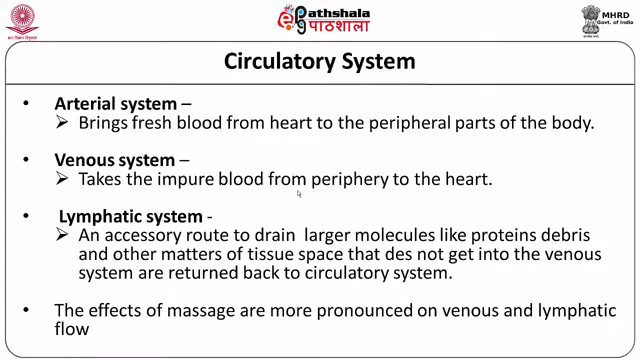 ePathshala
पाठशाला
MHRD
Govt. of India
Circulatory System
• Arterial system –
➢ Brings fresh blood from heart to the peripheral parts of the body.
• Venous system –
➢ Takes the impure blood from periphery to the heart.
• Lymphatic system -
➢ An accessory route to drain larger molecules like proteins debris
and other matters of tissue space that des not get into the venous
system are returned back to circulatory system.
• The effects of massage are more pronounced on venous and lymphatic
flow